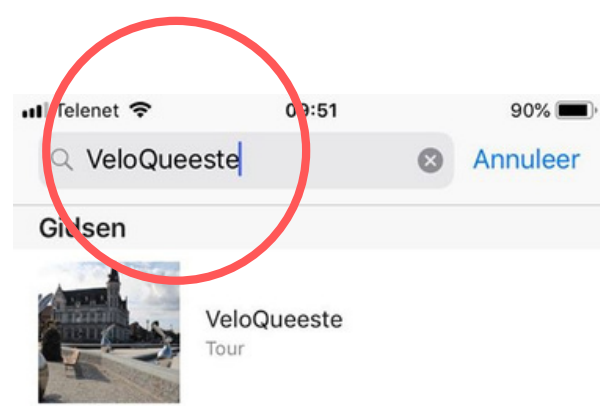 Telenet 09:51 90%
VeloQueeste Annuleer
Gidsen
VeloQueeste
Tour